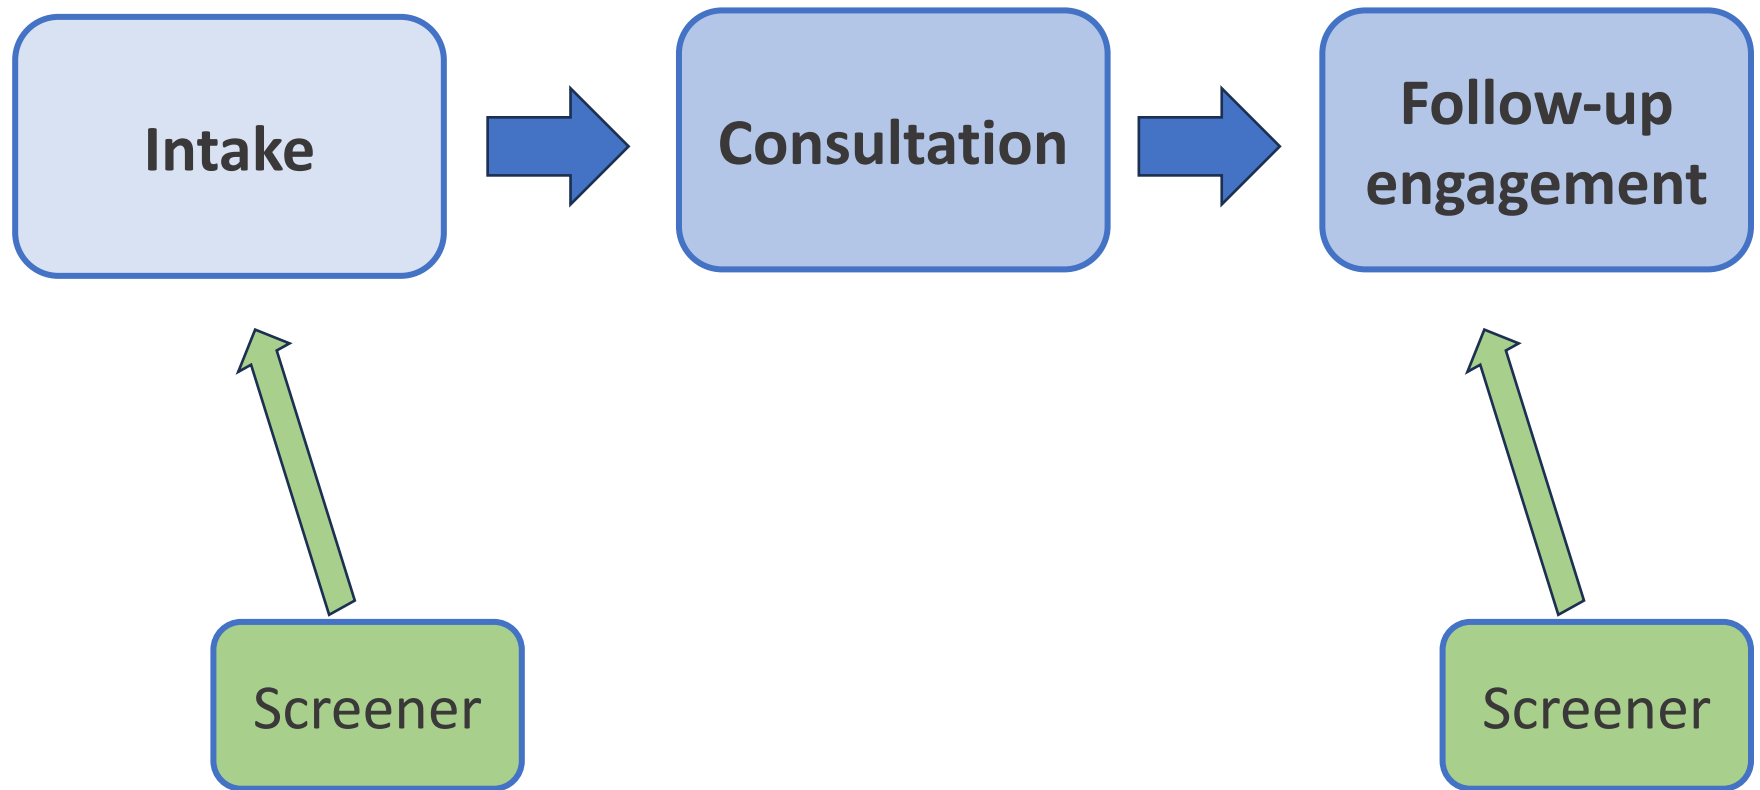 Intake
Consultation
Follow-up
engagement
Screener
Screener